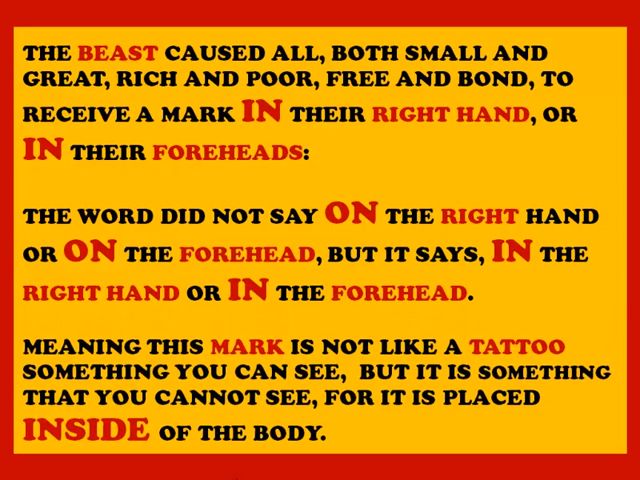 THE BEAST CAUSED ALL, BOTH SMALL AND
GREAT, RICH AND POOR, FREE AND BOND, TO
RECEIVE A MARK IN THEIR RIGHT HAND, OR
IN THEIR FOREHEADS:
THE WORD DID NOT SAY ON THE RIGHT HAND
OR ON THE FOREHEAD, BUT IT SAYS, IN THE
RIGHT HAND OR IN THE FOREHEAD.
MEANING THIS MARK IS NOT LIKE A TATTOO
SOMETHING YOU CAN SEE, BUT IT IS SOMETHING
THAT YOU CANNOT SEE, FOR IT IS PLACED
INSIDE OF THE BODY.